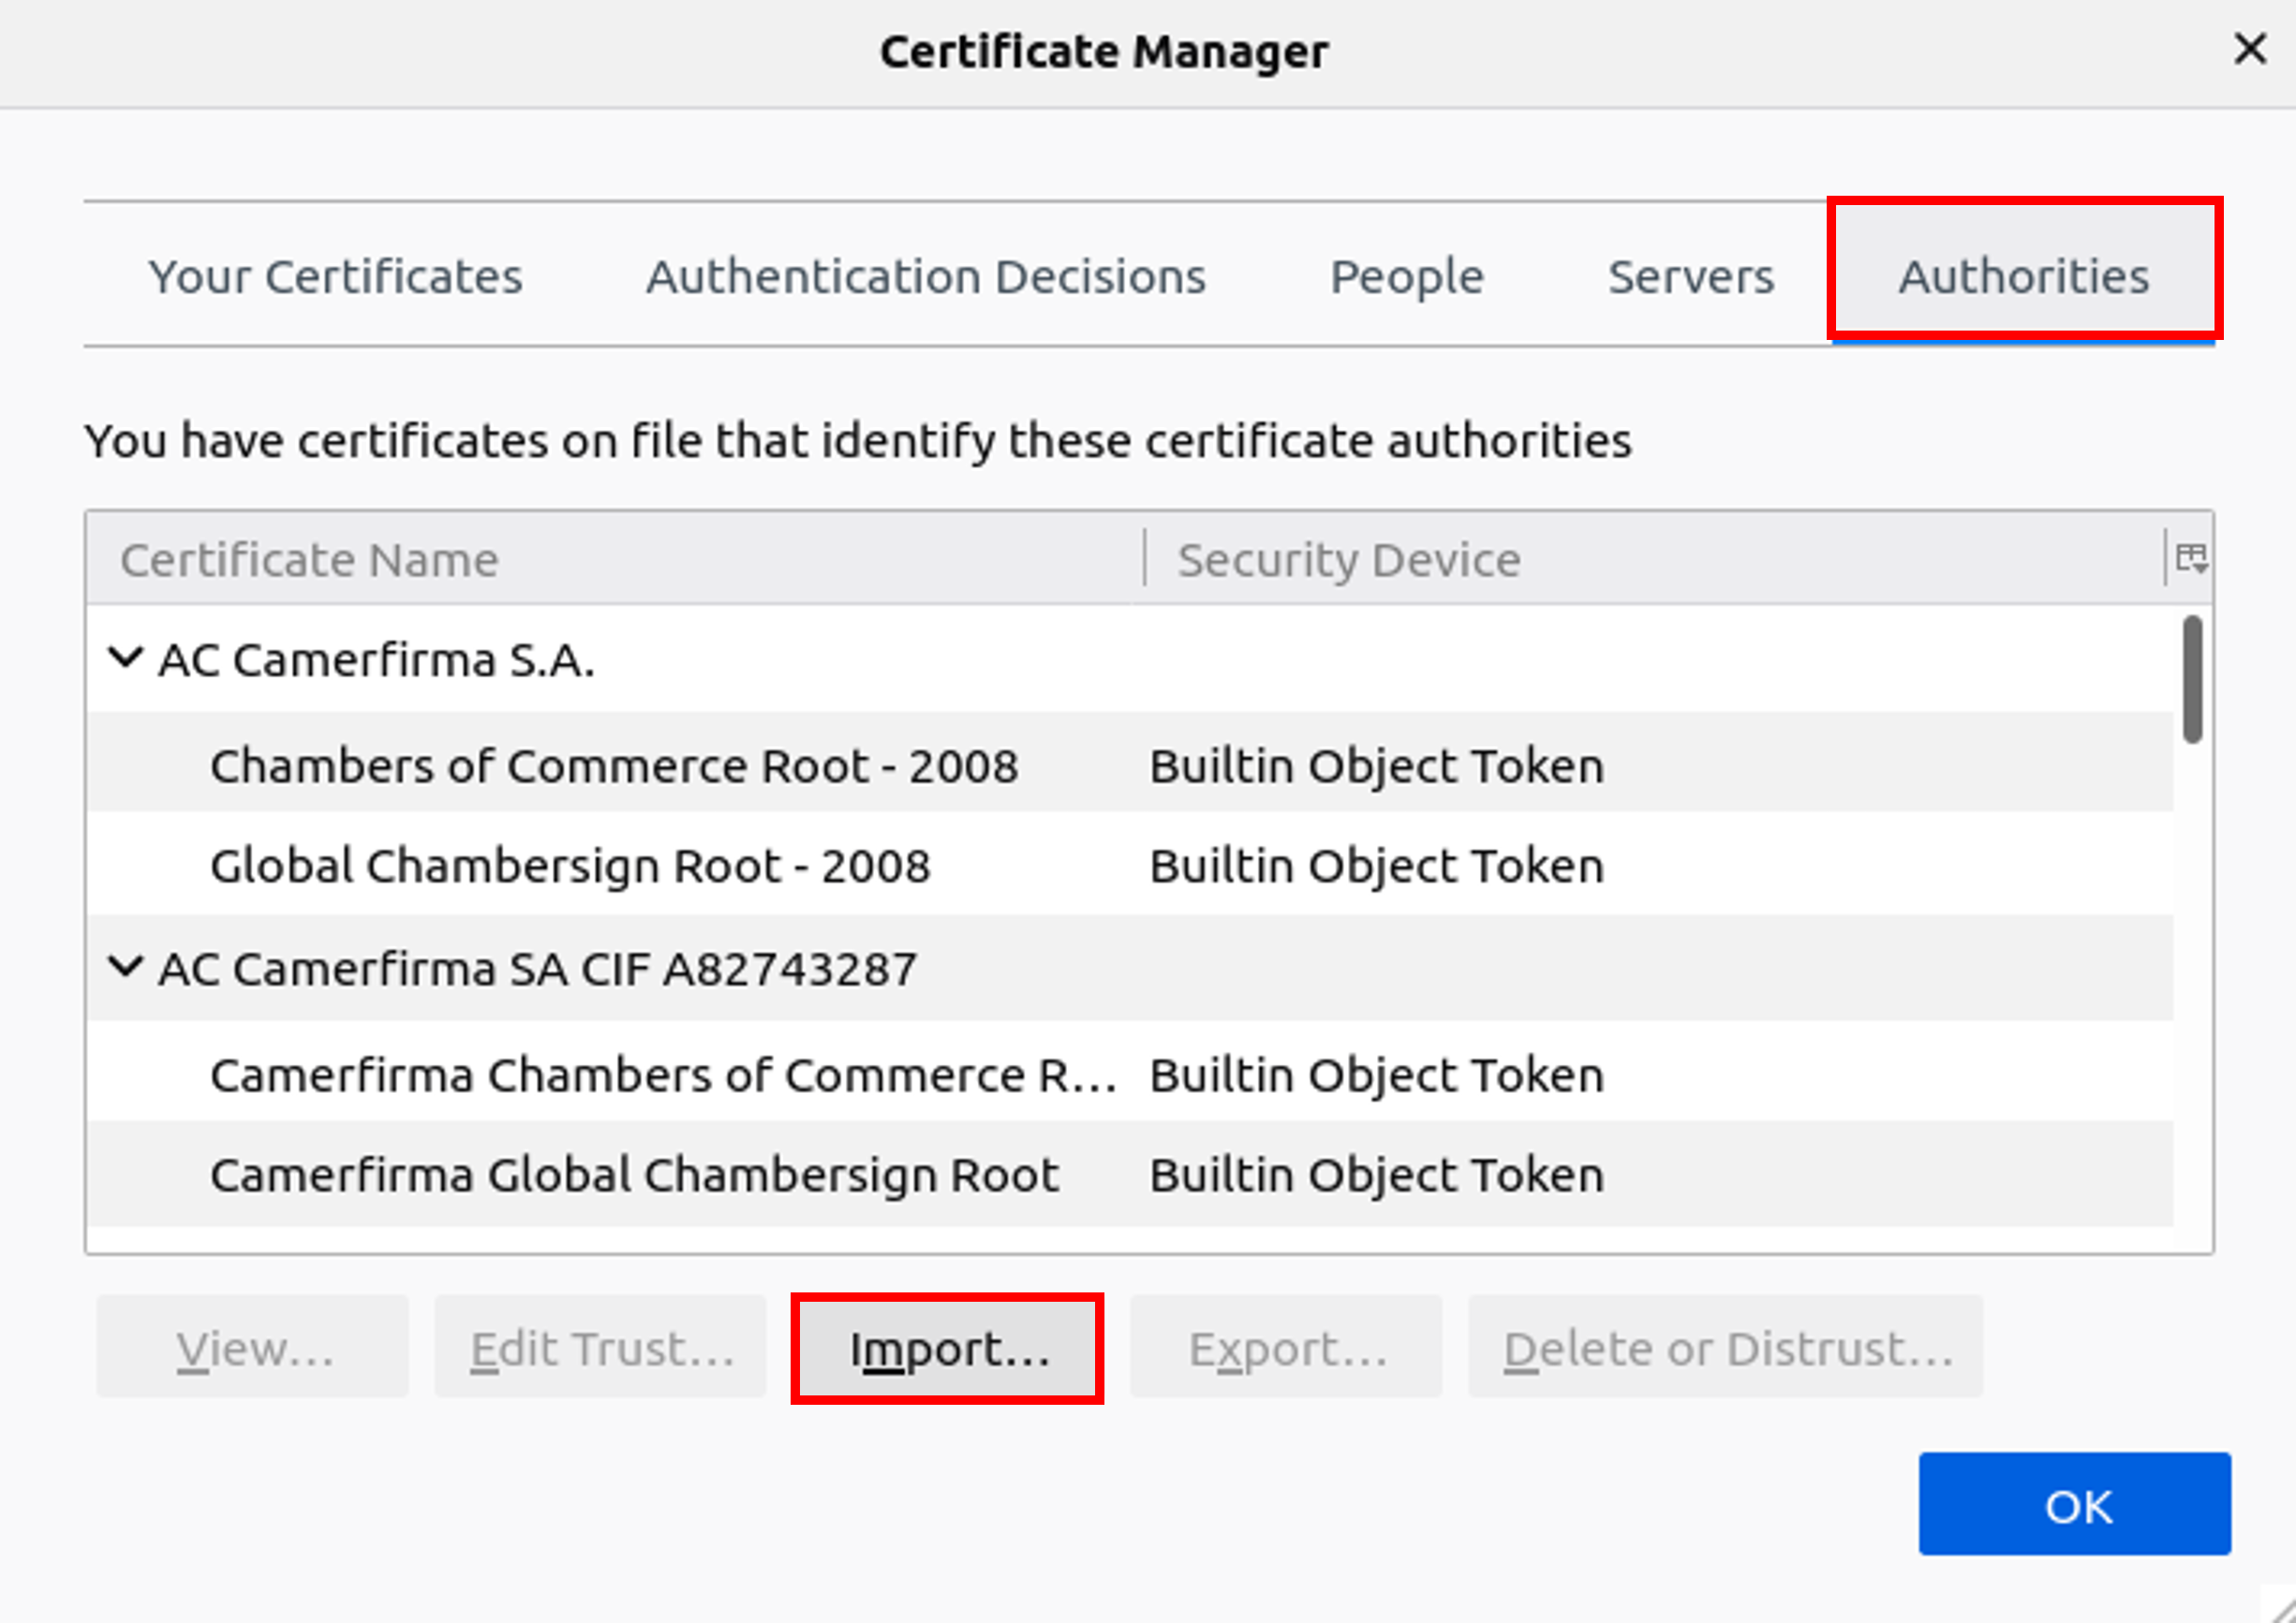 Certificate Manager
Your Certificates Authentication Decisions People Servers Authorities
You have certificates on file that identify these certificate authorities
Certificate Name Security Device
AC Camerfirma S.A.
Chambers of Commerce Root - 2008 Builtin Object Token
Global Chambersign Root - 2008 Builtin Object Token
AC Camerfirma SA CIF A82743287
Camerfirma Chambers of Commerce R... Builtin Object Token
Camerfirma Global Chambersign Root Builtin Object Token
View... Edit Trust... Import... Export... Delete or Distrust...
OK